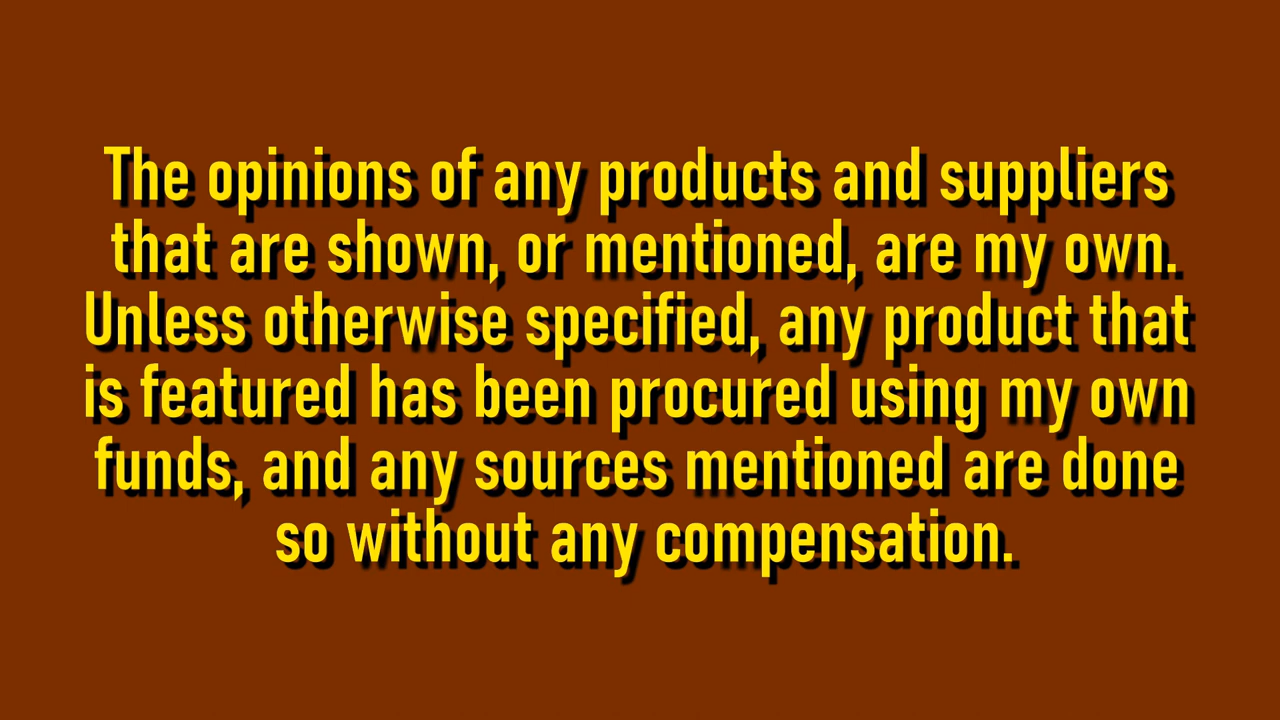 The opinions of any products and suppliers
that are shown, or mentioned, are my own.
Unless otherwise specified, any product that
is featured has been procured using my own
funds, and any sources mentioned are done
so without any compensation.